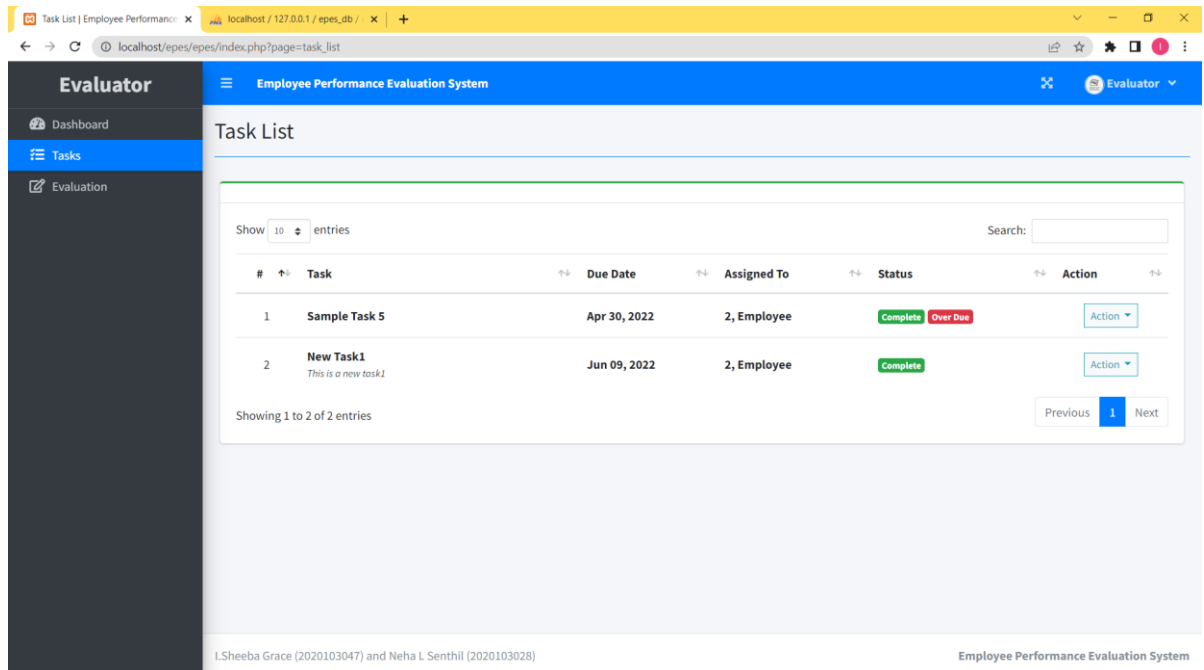 Task List | Employee Performance
localhost / 127.0.0.1 / epes_db /
localhost/epes/epes/index.php?page=task_list
I
Evaluator
Employee Performance Evaluation System
Evaluator
Dashboard
Tasks
Evaluation
Task List
Show 10 entries
Search:
# Task Due Date Assigned To Status Action
1 Sample Task 5 Apr 30, 2022 2, Employee Complete Over Due Action
2 New Task1 Jun 09, 2022 2, Employee Complete Action
This is a new task1
Showing 1 to 2 of 2 entries
Previous 1 Next
I.Sheeba Grace (2020103047) and Neha L Senthil (2020103028)
Employee Performance Evaluation System